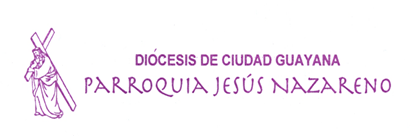 DIÓCESIS DE CIUDAD GUAYANA
PARROQUIA JESÚS NAZARENO